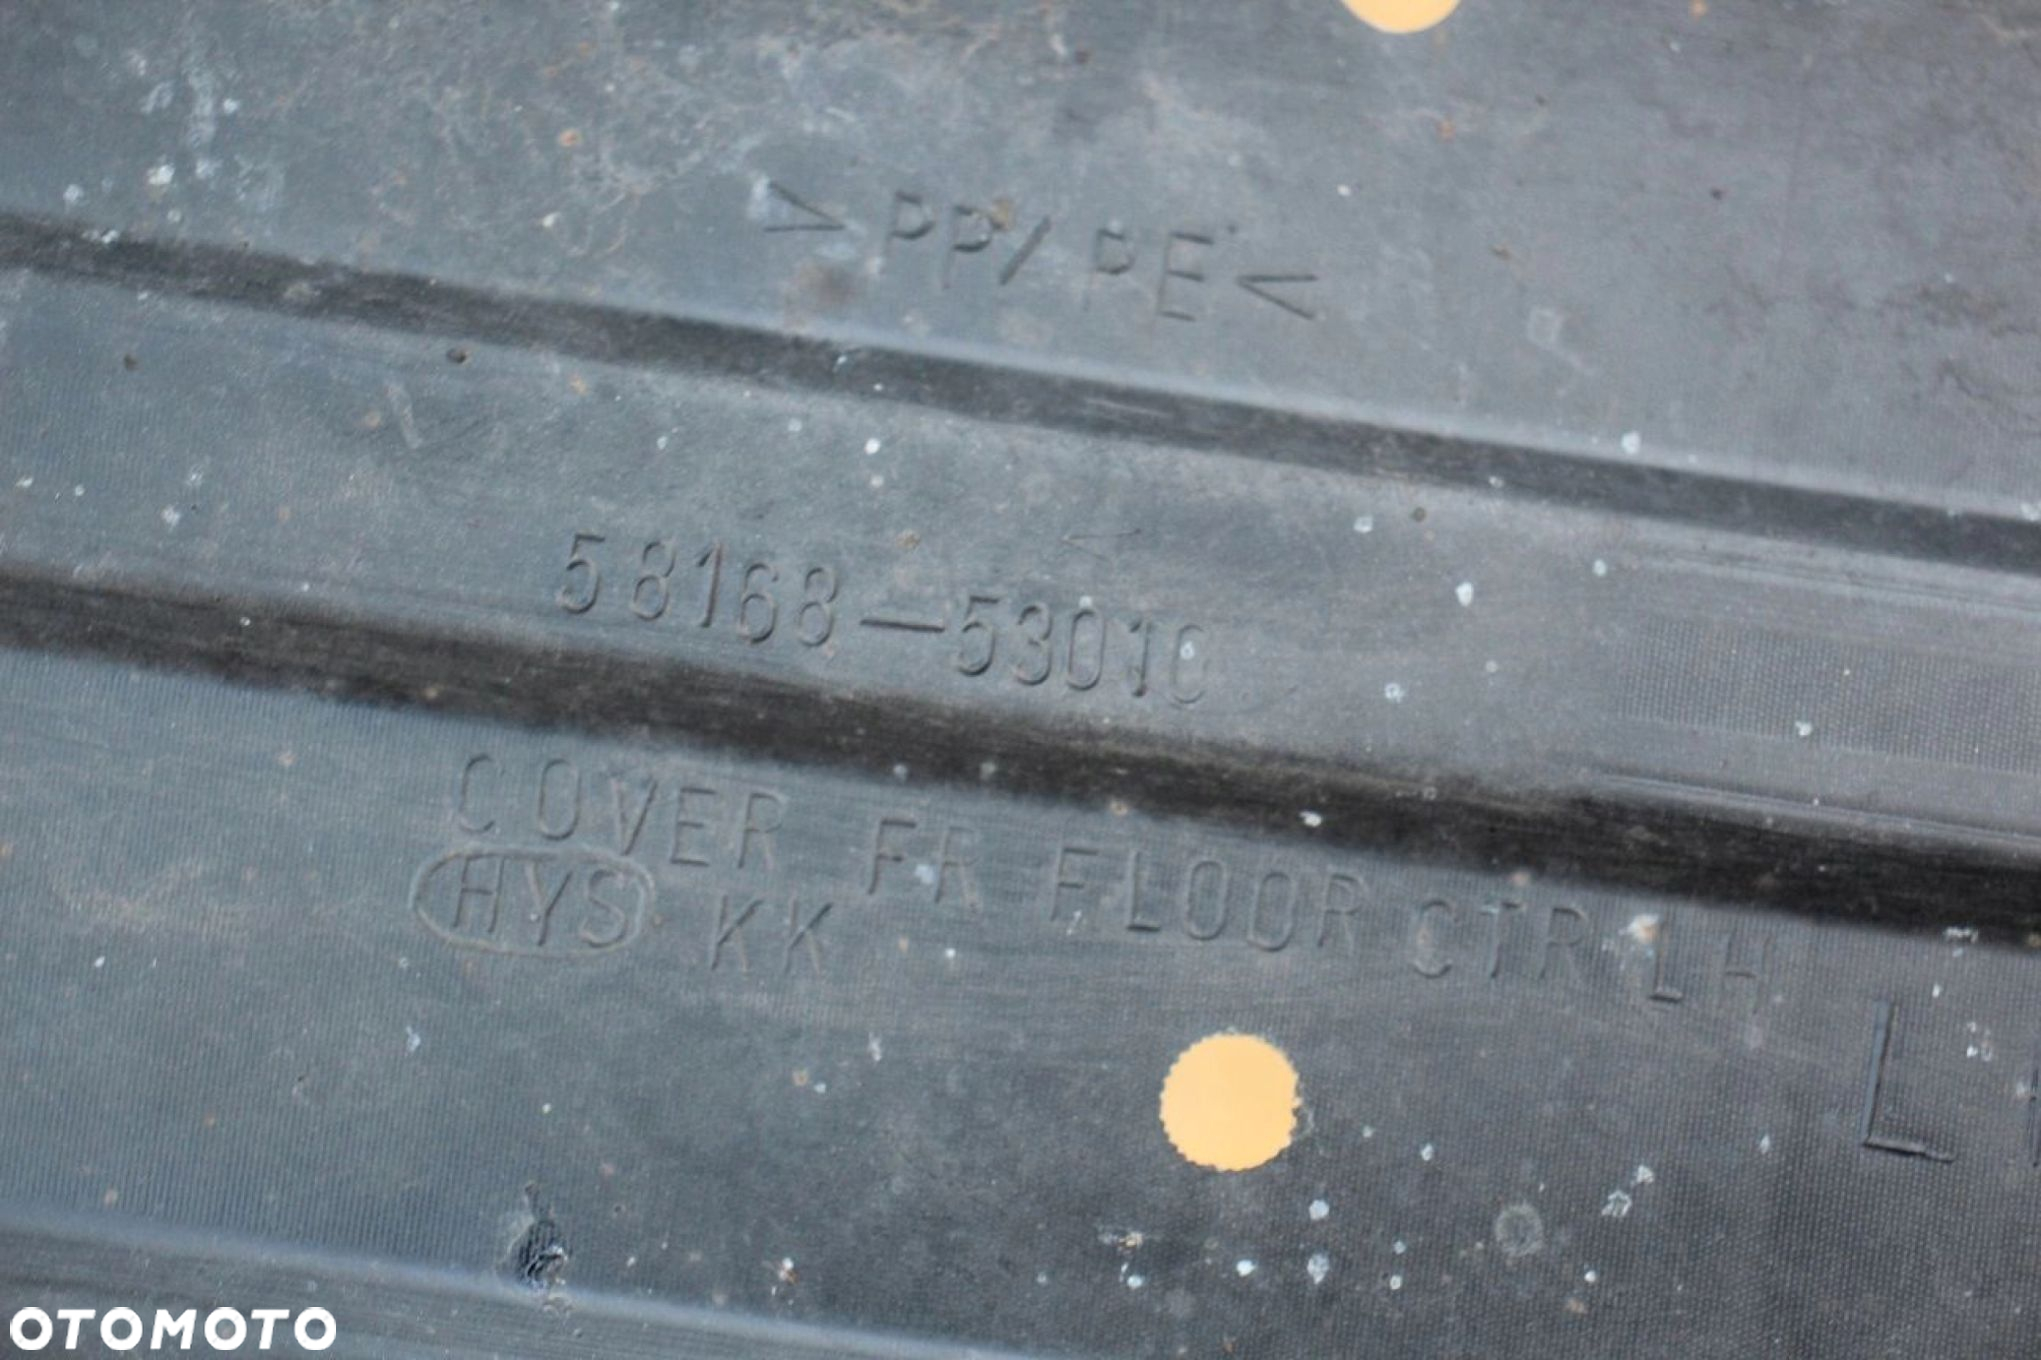 >PP/PE<
58168-53010
COVER FR FLOOR CTR LH
HYS KK
L
OTOMOTO